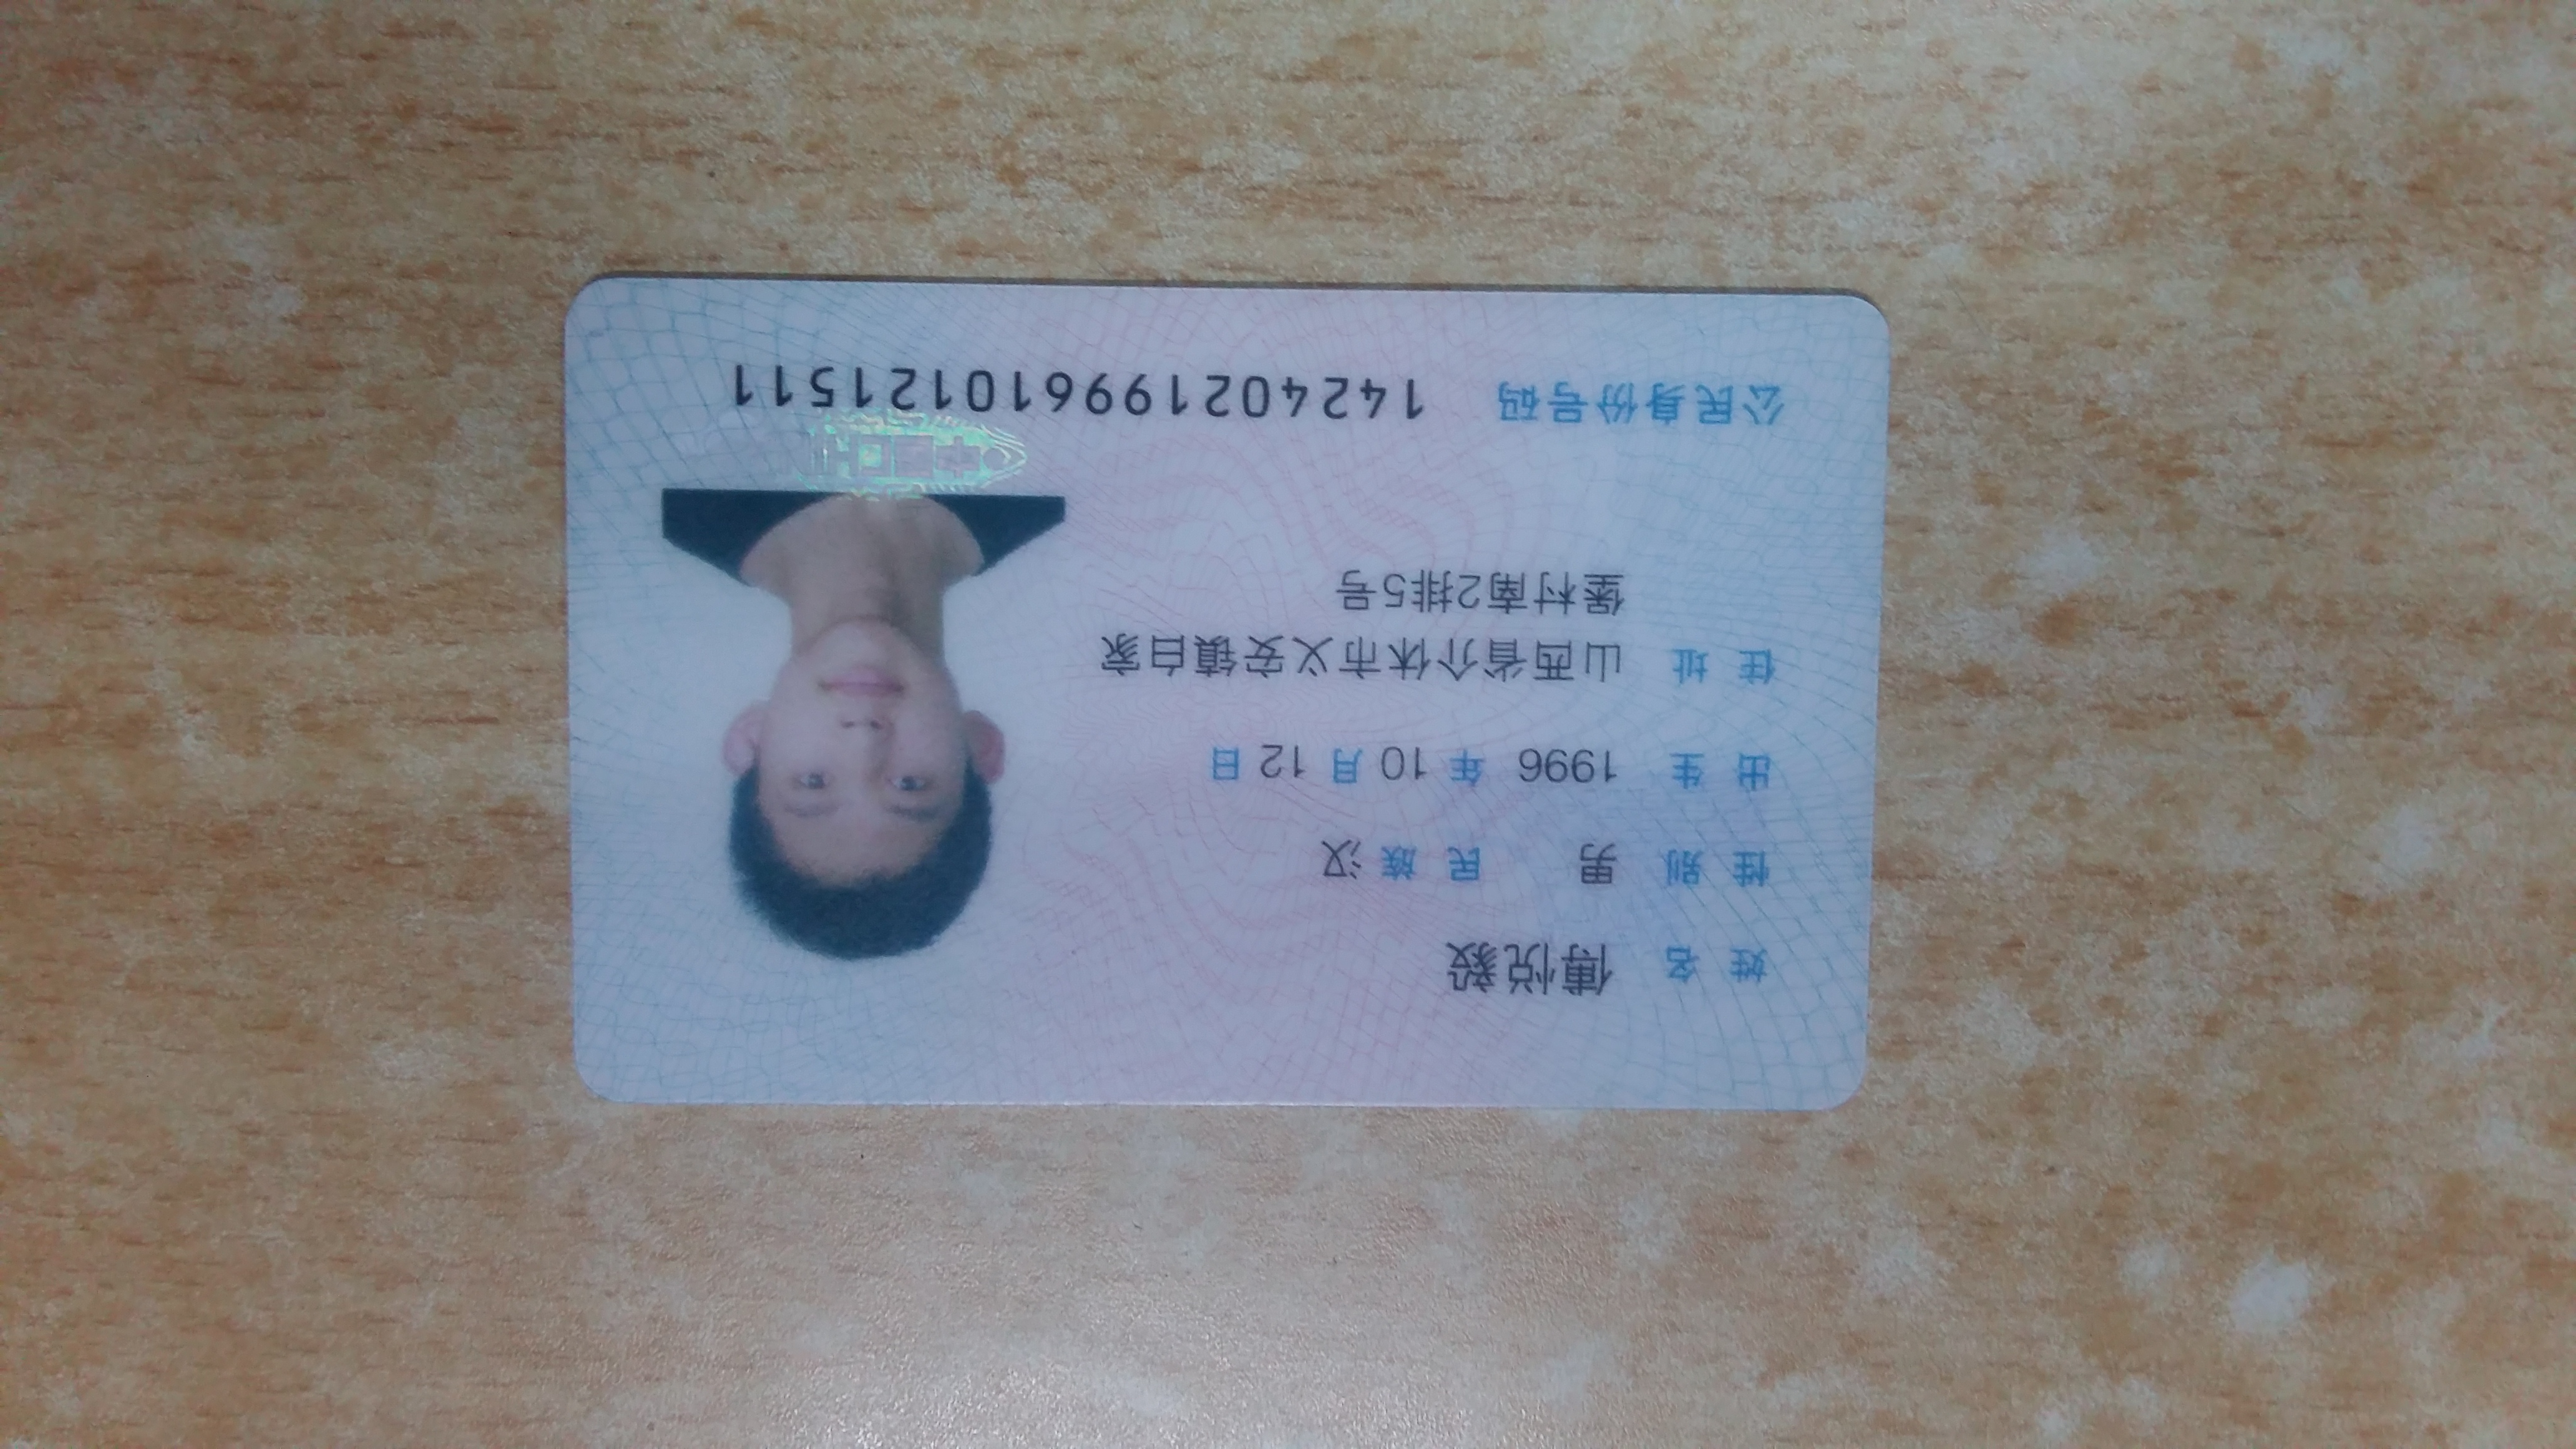 姓名 傅悦毅
性别 男 民族 汉
出生 1996 年 10 月 12 日
住址 山西省介休市义安镇白家
堡村南2排5号
公民身份号码 142402199610121511